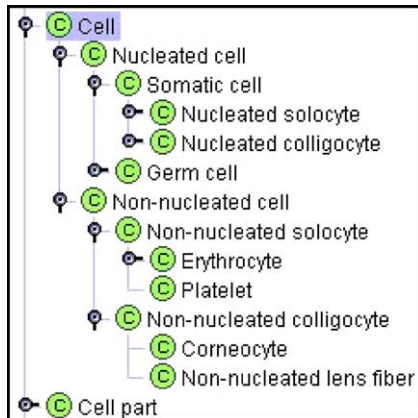 Cell
Nucleated cell
Somatic cell
Nucleated solocyte
Nucleated colligocyte
Germ cell
Non-nucleated cell
Non-nucleated solocyte
Erythrocyte
Platelet
Non-nucleated colligocyte
Corneocyte
Non-nucleated lens fiber
Cell part